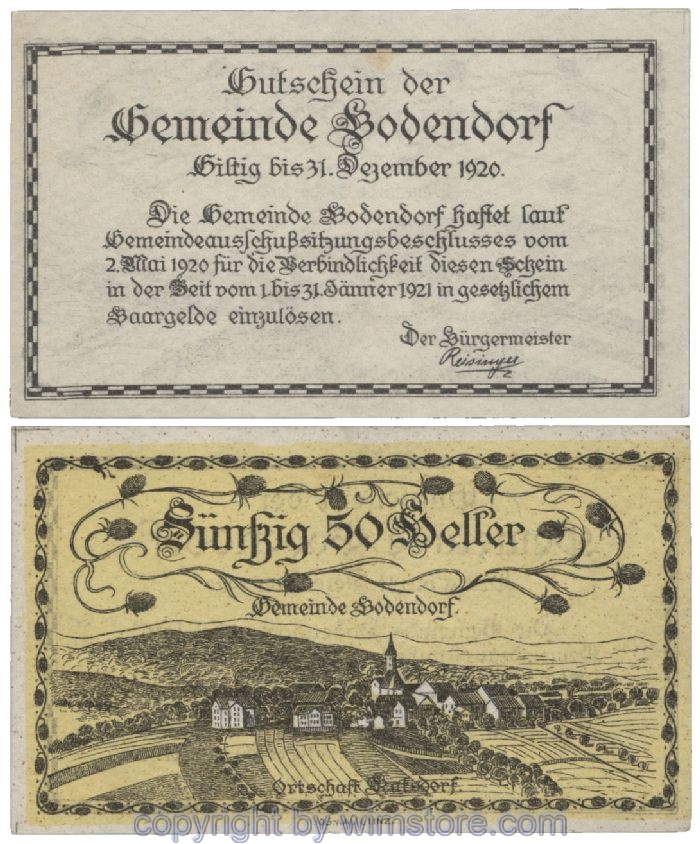 Gutschein der
Gemeinde Bodendorf
Giltig bis 31. Dezember 1920.
Die Gemeinde Bodendorf haftet laut
Gemeindeausschußsitzungsbeschlusses vom
2. Mai 1920 für die Verbindlichkeit diesen Schein
in der Zeit vom 1. bis 31. Jänner 1921 in gesetzlichem
Baargelde einzulösen.
Der Bürgermeister
Reisinger
Fünfzig 50 Heller
Gemeinde Bodendorf.
Ortschaft Katsdorf
copyright by wimstore.com